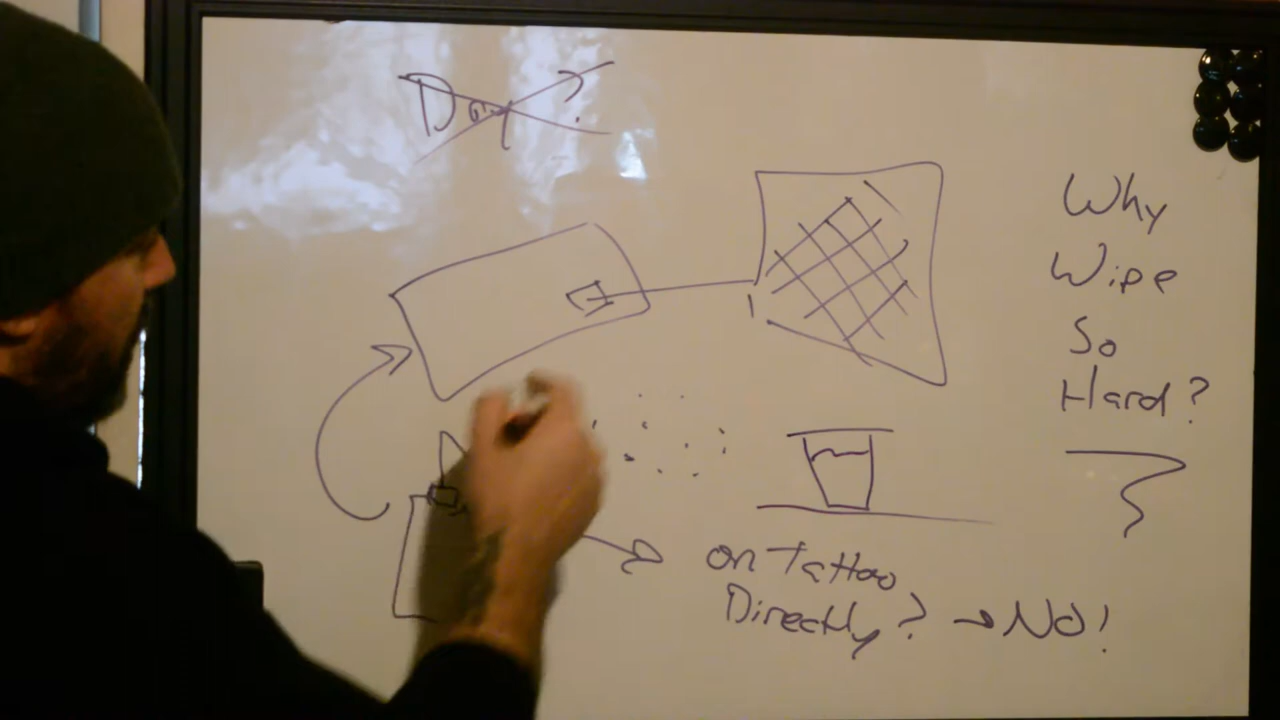 Why
Wipe
So
Hard?
on Tattoo
Directly? → No!